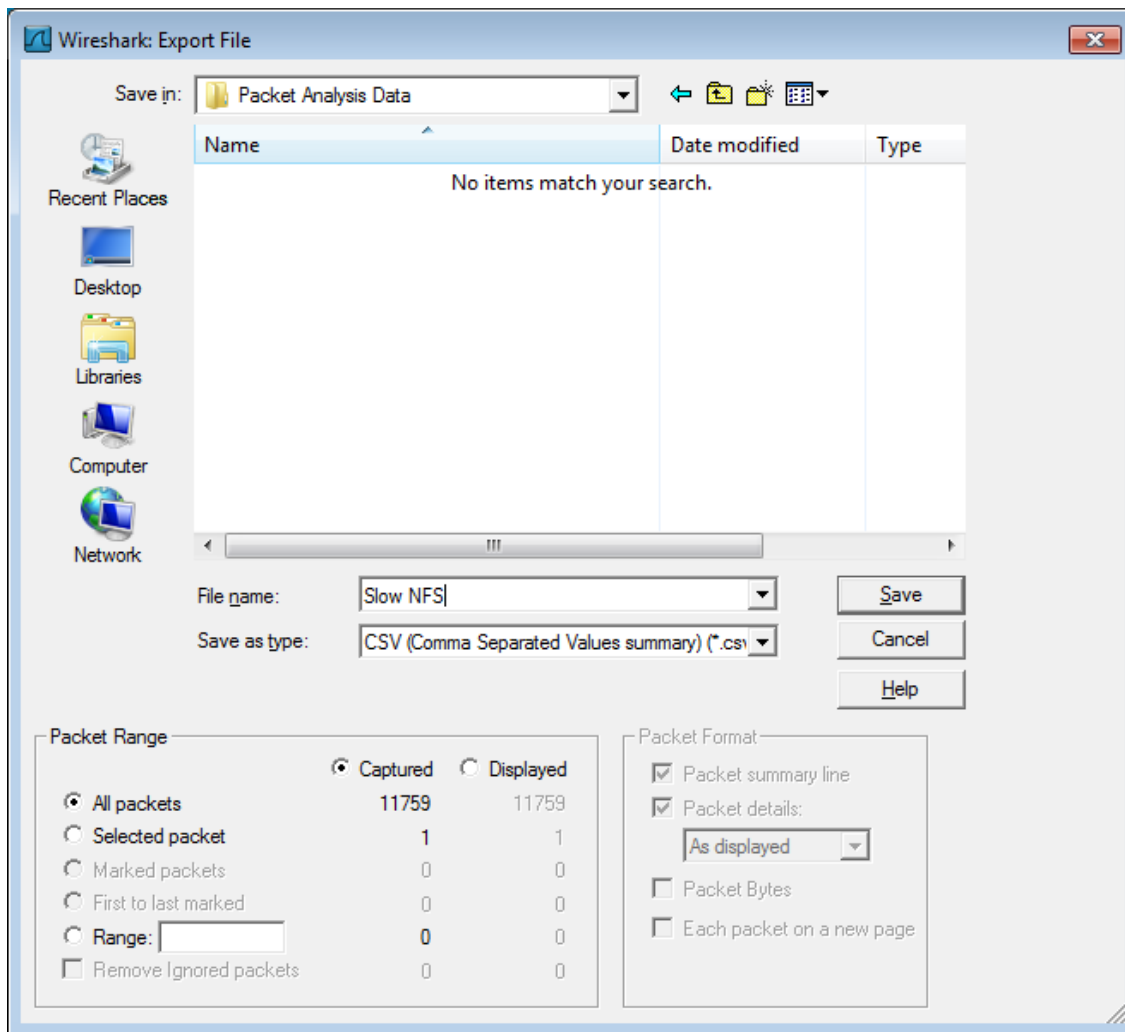 Wireshark: Export File
Save in: Packet Analysis Data
Name Date modified Type
No items match your search.
Recent Places
Desktop
Libraries
Computer
Network
File name: Slow NFS Save
Save as type: CSV (Comma Separated Values summary) (*.csv Cancel
Help
Packet Range
Captured Displayed
All packets 11759 11759
Selected packet 1 1
Marked packets 0 0
First to last marked 0 0
Range: 0 0
Remove Ignored packets 0 0
Packet Format
Packet summary line
Packet details:
As displayed
Packet Bytes
Each packet on a new page